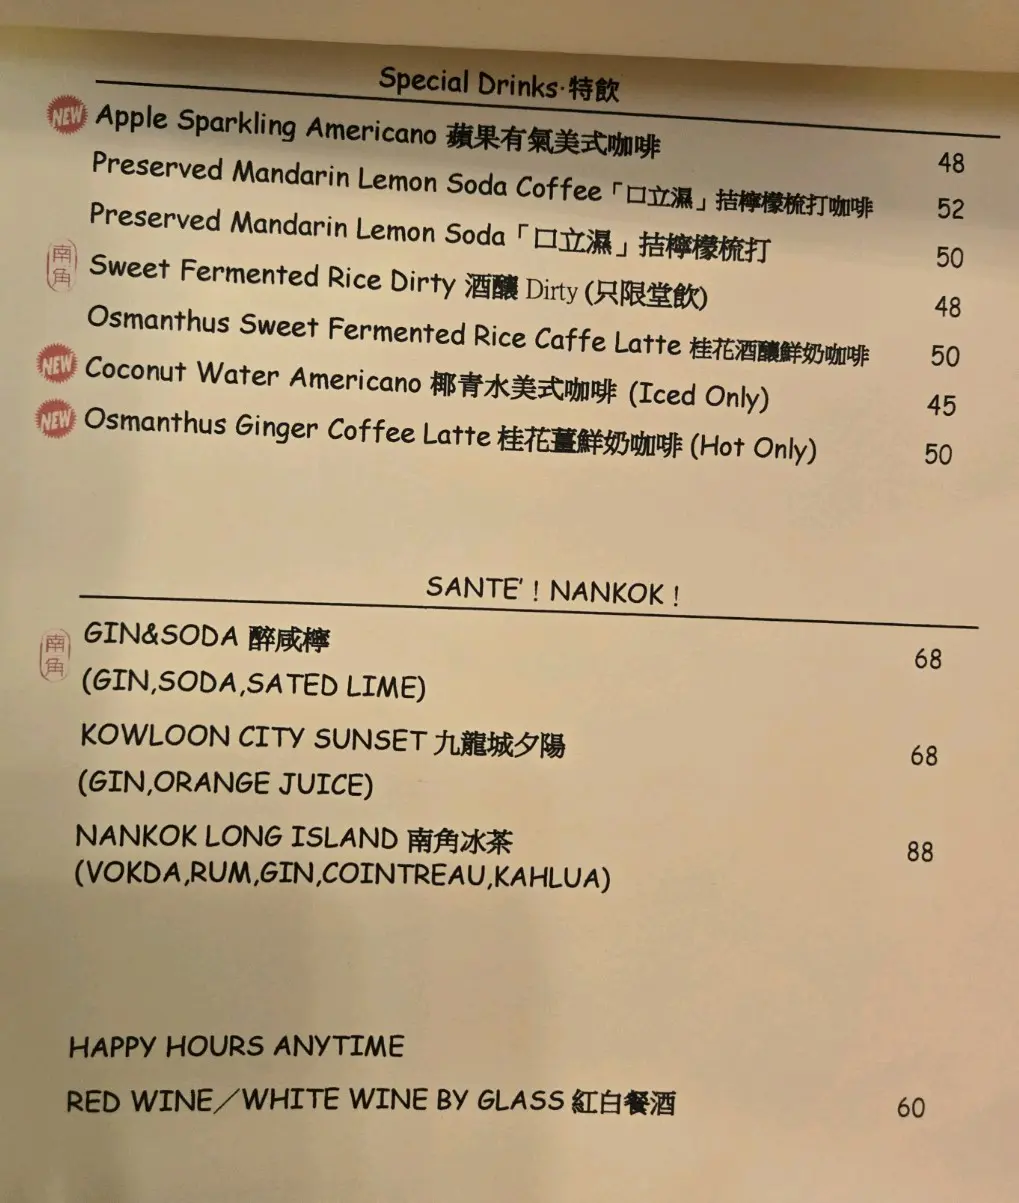 Special Drinks·特飲
NEW Apple Sparkling Americano 蘋果有氣美式咖啡 48
Preserved Mandarin Lemon Soda Coffee「口立濕」拮檸檬梳打咖啡 52
Preserved Mandarin Lemon Soda「口立濕」拮檸檬梳打 50
南角 Sweet Fermented Rice Dirty 酒釀 Dirty (只限堂飲) 48
Osmanthus Sweet Fermented Rice Caffe Latte 桂花酒釀鮮奶咖啡 50
NEW Coconut Water Americano 椰青水美式咖啡 (Iced Only) 45
NEW Osmanthus Ginger Coffee Latte 桂花薑鮮奶咖啡 (Hot Only) 50
SANTE’！NANKOK！
南角 GIN&SODA 醉咸檸 68
(GIN,SODA,SATED LIME)
KOWLOON CITY SUNSET 九龍城夕陽 68
(GIN,ORANGE JUICE)
NANKOK LONG ISLAND 南角冰茶 88
(VOKDA,RUM,GIN,COINTREAU,KAHLUA)
HAPPY HOURS ANYTIME
RED WINE／WHITE WINE BY GLASS 紅白餐酒 60